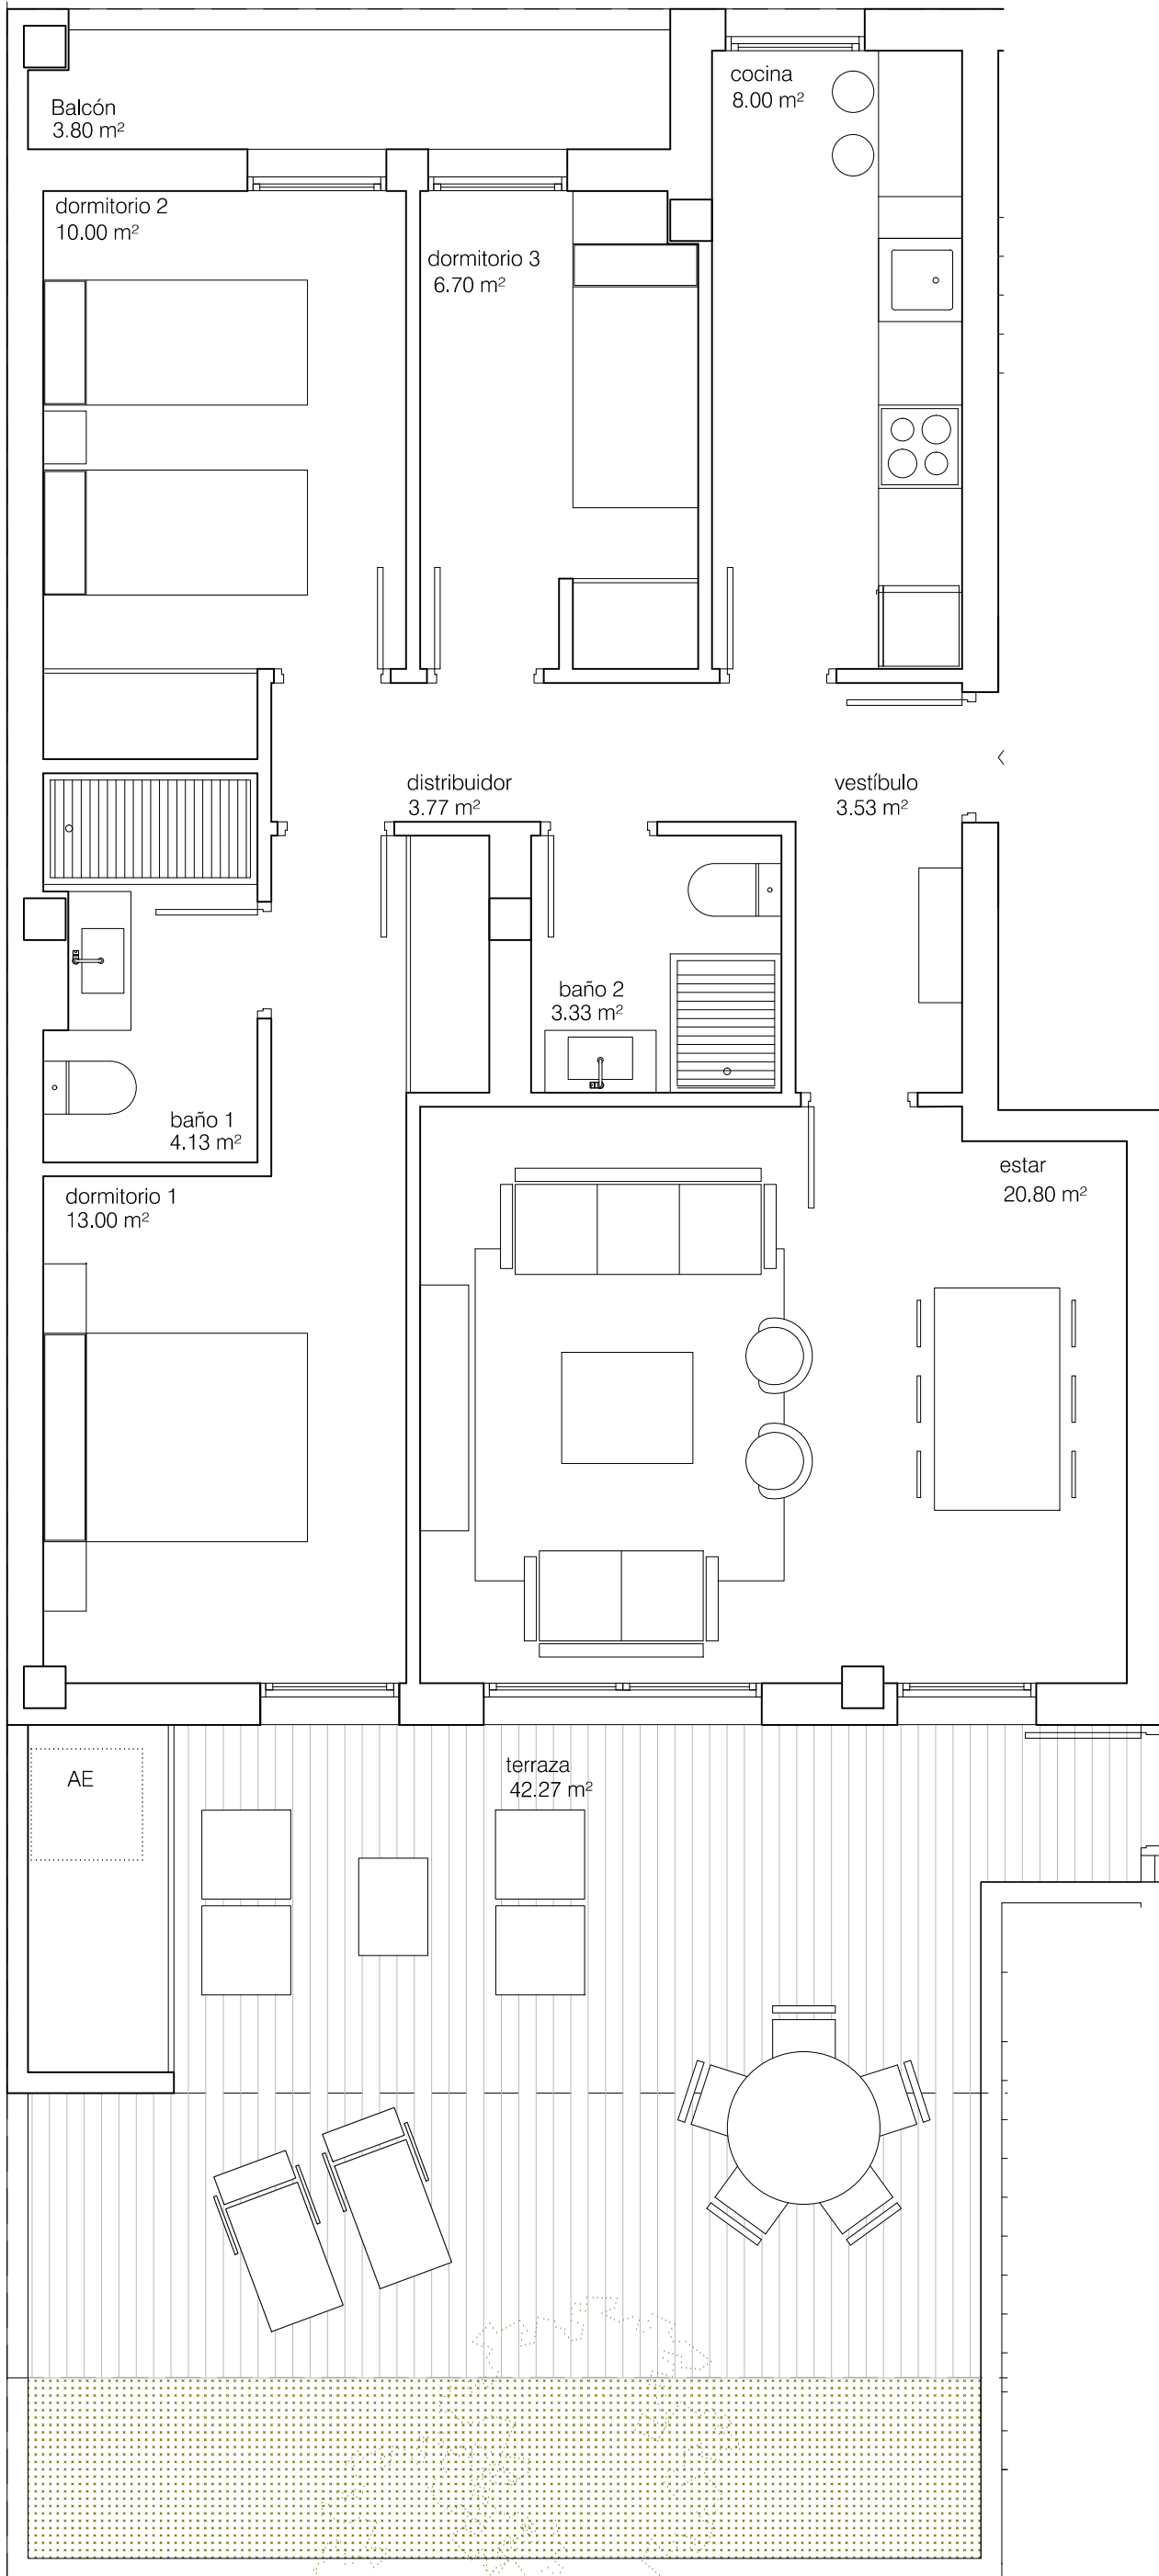 cocina
8.00 m²
Balcón
3.80 m²
dormitorio 2
10.00 m²
dormitorio 3
6.70 m²
distribuidor
3.77 m²
vestíbulo
3.53 m²
baño 2
3.33 m²
baño 1
4.13 m²
estar
20.80 m²
dormitorio 1
13.00 m²
terraza
42.27 m²
AE